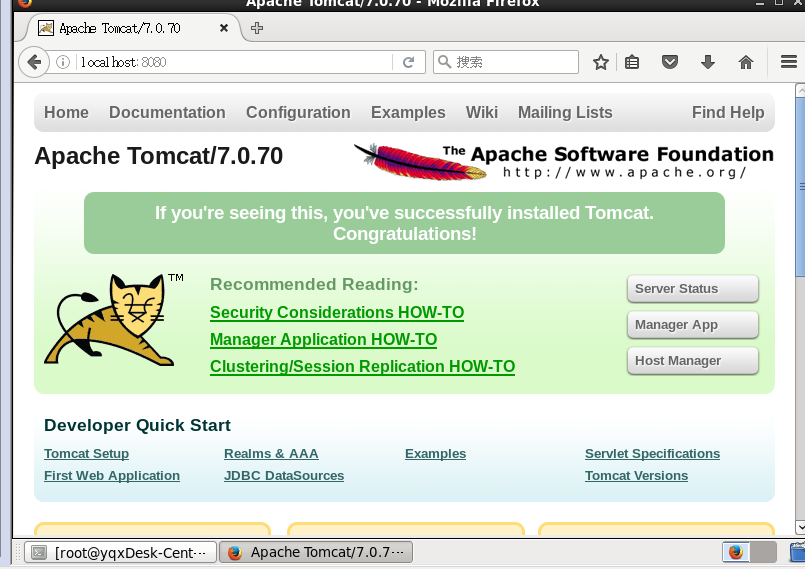 Apache Tomcat/7.0.70 - Mozilla Firefox
Apache Tomcat/7.0.70
localhost:8080
搜索
Home Documentation Configuration Examples Wiki Mailing Lists Find Help
Apache Tomcat/7.0.70
The Apache Software Foundation
http://www.apache.org/
If you're seeing this, you've successfully installed Tomcat.
Congratulations!
TM
Recommended Reading:
Security Considerations HOW-TO
Manager Application HOW-TO
Clustering/Session Replication HOW-TO
Server Status
Manager App
Host Manager
Developer Quick Start
Tomcat Setup Realms & AAA Examples Servlet Specifications
First Web Application JDBC DataSources Tomcat Versions
[root@yqxDesk-Cent··· Apache Tomcat/7.0.7···